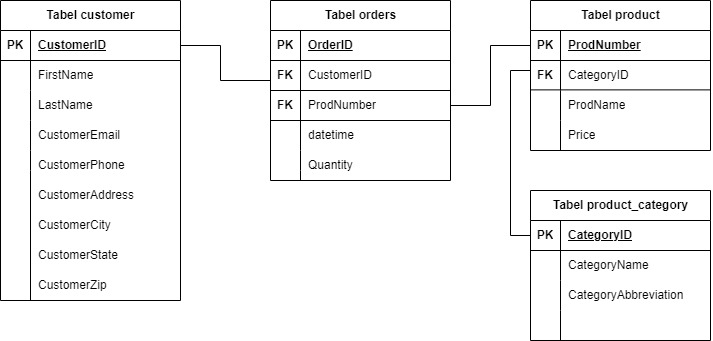 Tabel customer
PK CustomerID
FirstName
LastName
CustomerEmail
CustomerPhone
CustomerAddress
CustomerCity
CustomerState
CustomerZip
Tabel orders
PK OrderID
FK CustomerID
FK ProdNumber
datetime
Quantity
Tabel product
PK ProdNumber
FK CategoryID
ProdName
Price
Tabel product_category
PK CategoryID
CategoryName
CategoryAbbreviation